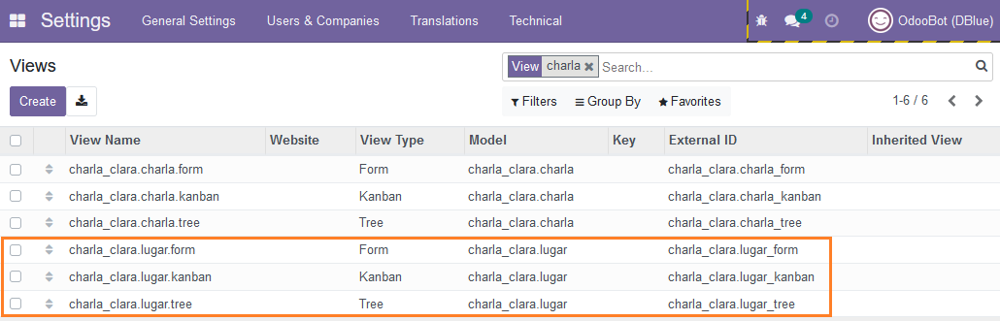 Settings General Settings Users & Companies Translations Technical 4 OdooBot (DBlue)
Views View charla Search...
Create Filters Group By Favorites 1-6 / 6
View Name Website View Type Model Key External ID Inherited View
charla_clara.charla.form Form charla_clara.charla charla_clara.charla_form
charla_clara.charla.kanban Kanban charla_clara.charla charla_clara.charla_kanban
charla_clara.charla.tree Tree charla_clara.charla charla_clara.charla_tree
charla_clara.lugar.form Form charla_clara.lugar charla_clara.lugar_form
charla_clara.lugar.kanban Kanban charla_clara.lugar charla_clara.lugar_kanban
charla_clara.lugar.tree Tree charla_clara.lugar charla_clara.lugar_tree